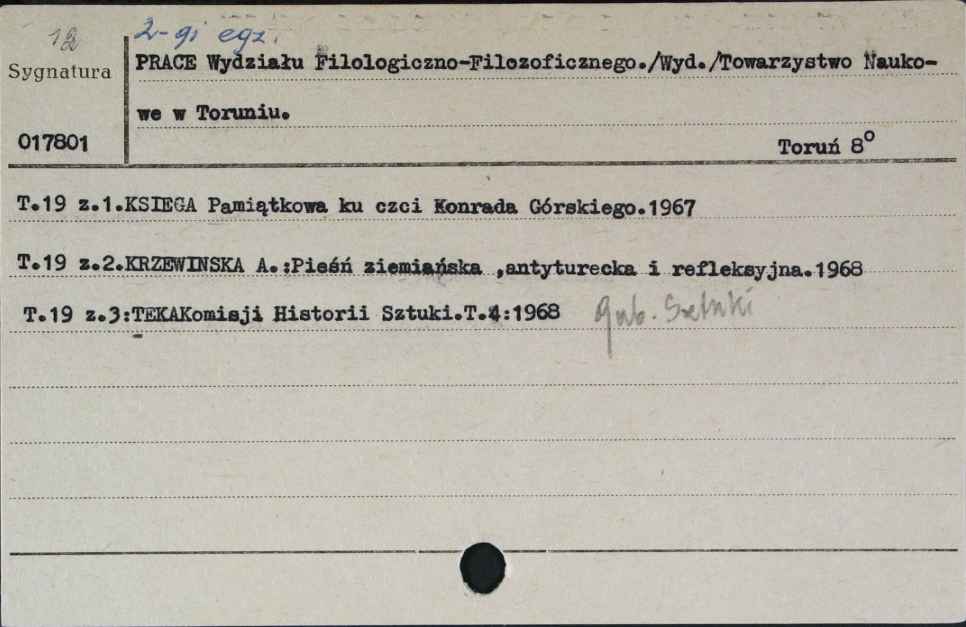 12
2-gi egz.
Sygnatura
PRACE Wydziału Filologiczno-Filozoficznego./Wyd./Towarzystwo Nauko-
we w Toruniu.
017801
Toruń 8°
T.19 z.1.KSIEGA Pamiątkowa ku czci Konrada Górskiego.1967
T.19 z.2.KRZEWINSKA A.:Pieśń ziemiańska ,antyturecka i refleksyjna.1968
T.19 z.3:TEKAKomisji Historii Sztuki.T.4:1968 Gab. Sztuki